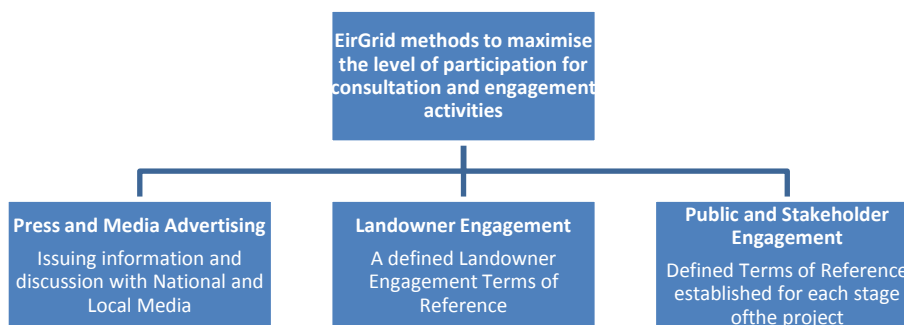 EirGrid methods to maximise
the level of participation for
consultation and engagement
activities
Press and Media Advertising
Issuing information and
discussion with National and
Local Media
Landowner Engagement
A defined Landowner
Engagement Terms of
Reference
Public and Stakeholder
Engagement
Defined Terms of Reference
established for each stage
ofthe project